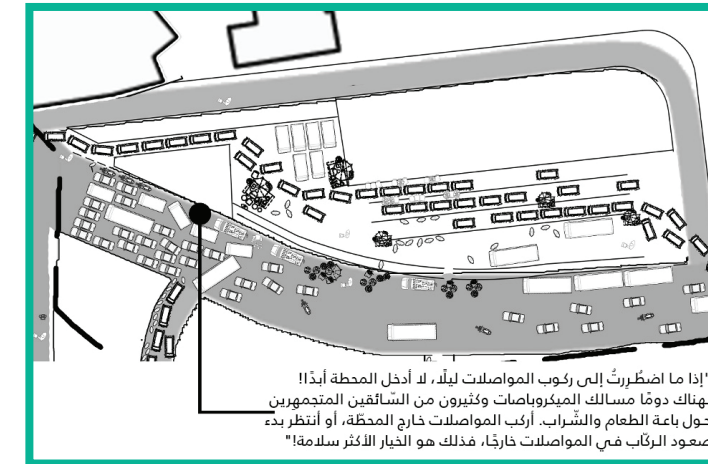 "إذا ما اضطُرِرتُ إلى ركوب المواصلات ليلًا، لا أدخل المحطة أبدًا!
فهناك دومًا مسالك الميكروباصات وكثيرون من السّائقين المتجمهرين
حول باعة الطعام والشّراب. أركب المواصلات خارج المحطّة، أو أنتظر بدء
صعود الركّاب في المواصلات خارجًا، فذلك هو الخيار الأكثر سلامة!"